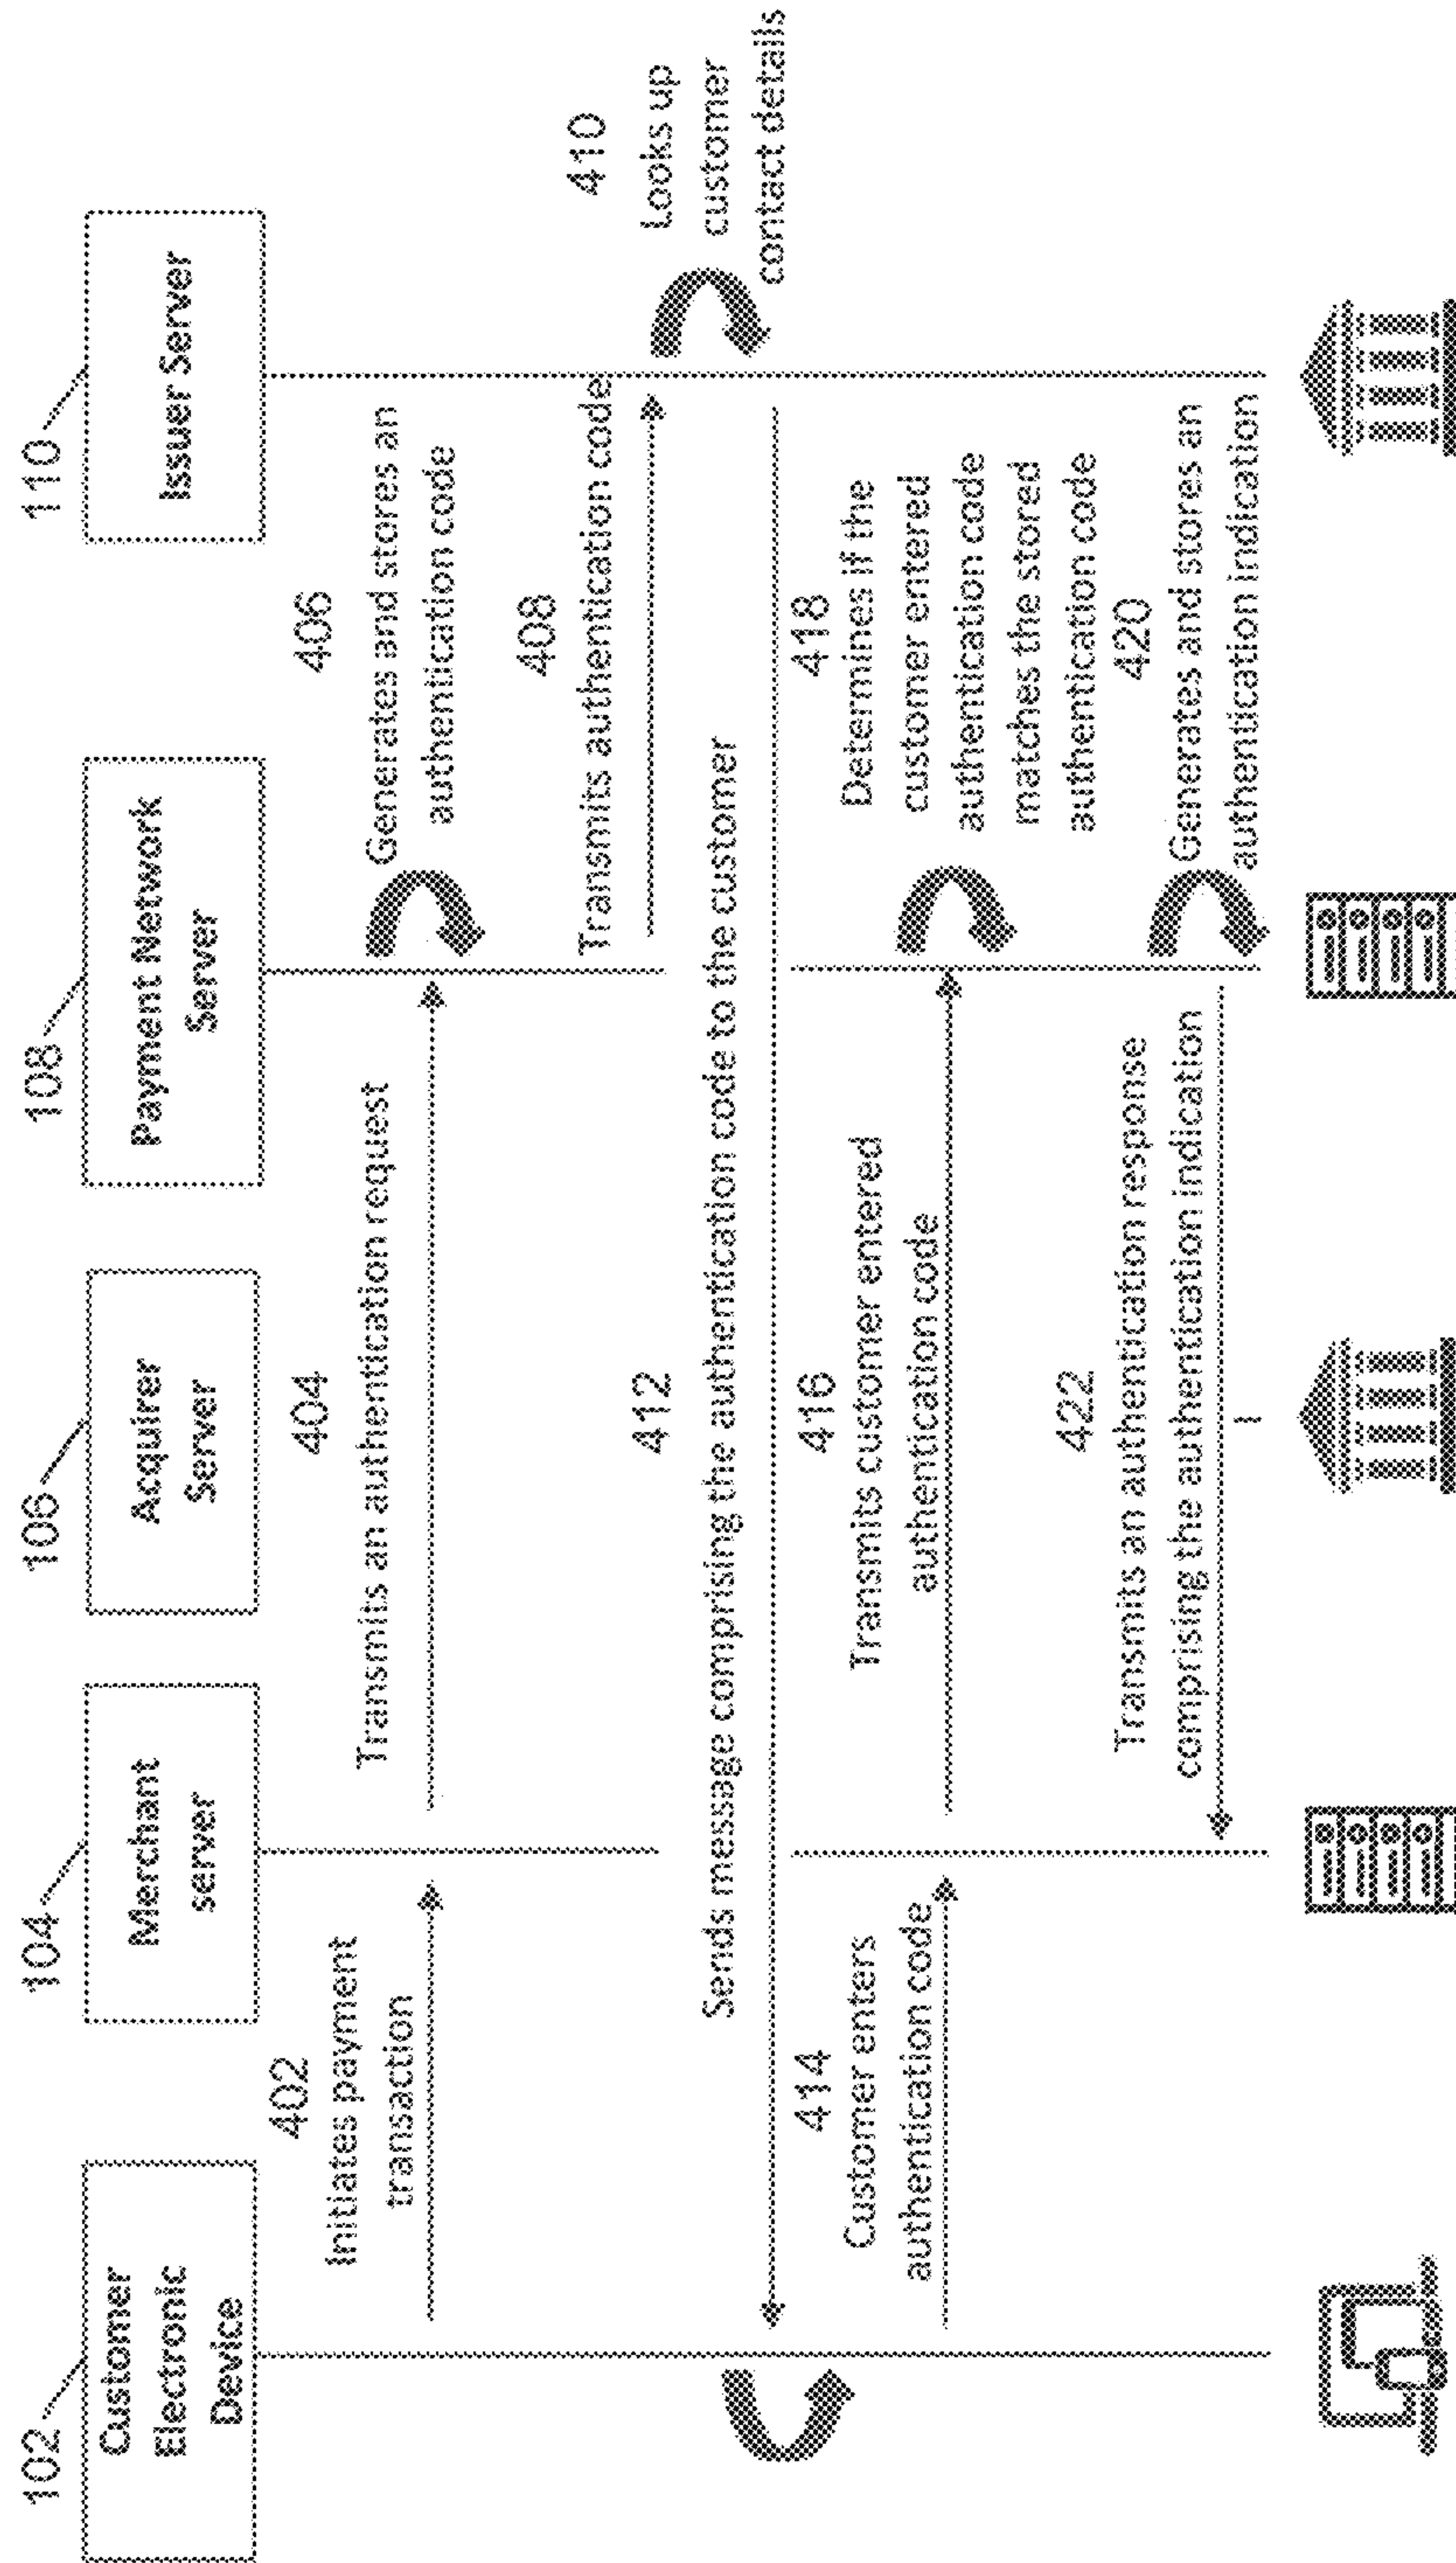 102
Customer
Electronic
Device
104
Merchant
server
106
Acquirer
Server
108
Payment Network
Server
110
Issuer Server
402
Initiates payment
transaction
404
Transmits an authentication request
406
Generates and stores an
authentication code
408
Transmits authentication code
410
Looks up
customer
contact details
412
Sends message comprising the authentication code to the customer
414
Customer enters
authentication code
416
Transmits customer entered
authentication code
418
Determines if the
customer entered
authentication code
matches the stored
authentication code
420
Generates and stores an
authentication indication
422
Transmits an authentication response
comprising the authentication indication